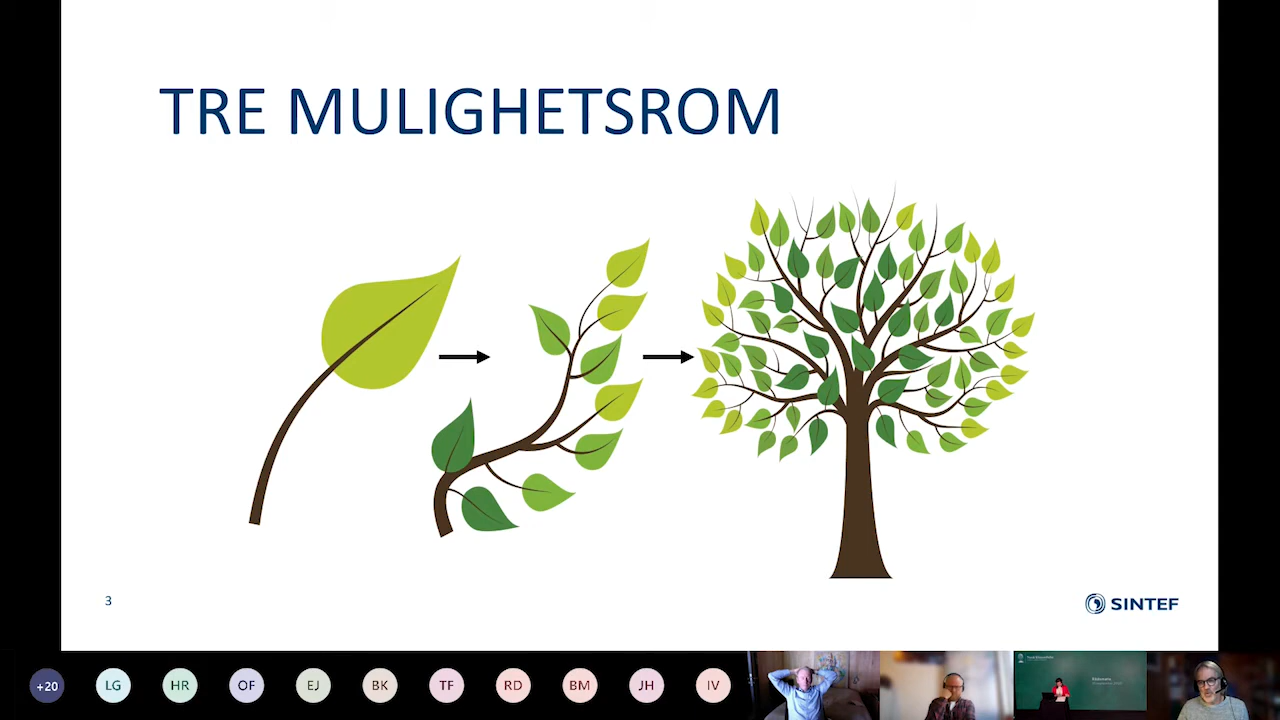 TRE MULIGHETSROM
3
SINTEF
+20
LG
HR
OF
EJ
BK
TF
RD
BM
JH
IV